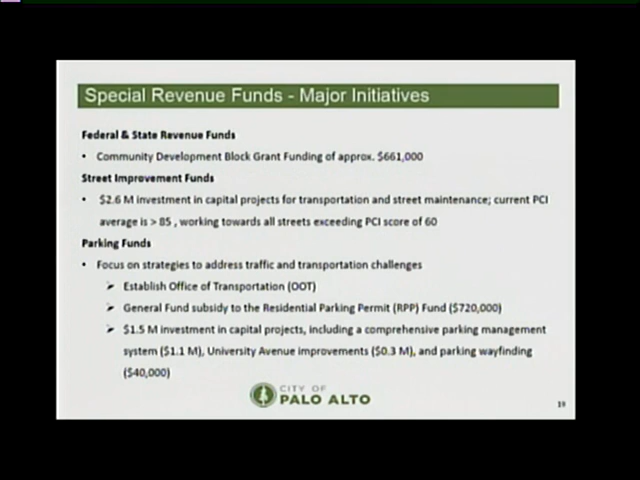 Special Revenue Funds - Major Initiatives
Federal & State Revenue Funds
• Community Development Block Grant Funding of approx. $661,000
Street Improvement Funds
• $2.6 M investment in capital projects for transportation and street maintenance; current PCI
average is > 85 , working towards all streets exceeding PCI score of 60
Parking Funds
• Focus on strategies to address traffic and transportation challenges
➢ Establish Office of Transportation (OOT)
➢ General Fund subsidy to the Residential Parking Permit (RPP) Fund ($720,000)
➢ $1.5 M investment in capital projects, including a comprehensive parking management
system ($1.1 M), University Avenue improvements ($0.3 M), and parking wayfinding
($40,000)
CITY OF
PALO ALTO
19